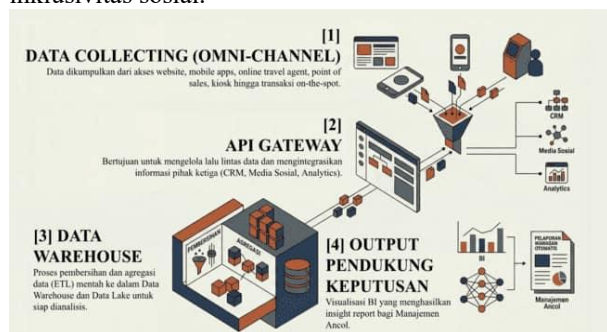 inklusivitas sosial.
[1]
DATA COLLECTING (OMNI-CHANNEL)
Data dikumpulkan dari akses website, mobile apps, online travel agent, point of
sales, kiosk hingga transaksi on-the-spot.
[2]
API GATEWAY
Bertujuan untuk mengelola lalu lintas data dan mengintegrasikan
informasi pihak ketiga (CRM, Media Sosial, Analytics).
CRM
Media Sosial
Analytics
[3] DATA
WAREHOUSE
Proses pembersihan dan agregasi
data (ETL) mentah ke dalam Data
Warehouse dan Data Lake untuk
siap dianalisis.
PEMBERSIHAN
AGREGASI
[4] OUTPUT
PENDUKUNG
KEPUTUSAN
Visualisasi BI yang menghasilkan
insight report bagi Manajemen
Ancol.
BI
PELAPORAN
WAWASAN
OTOMATIS
Manajemen
Ancol